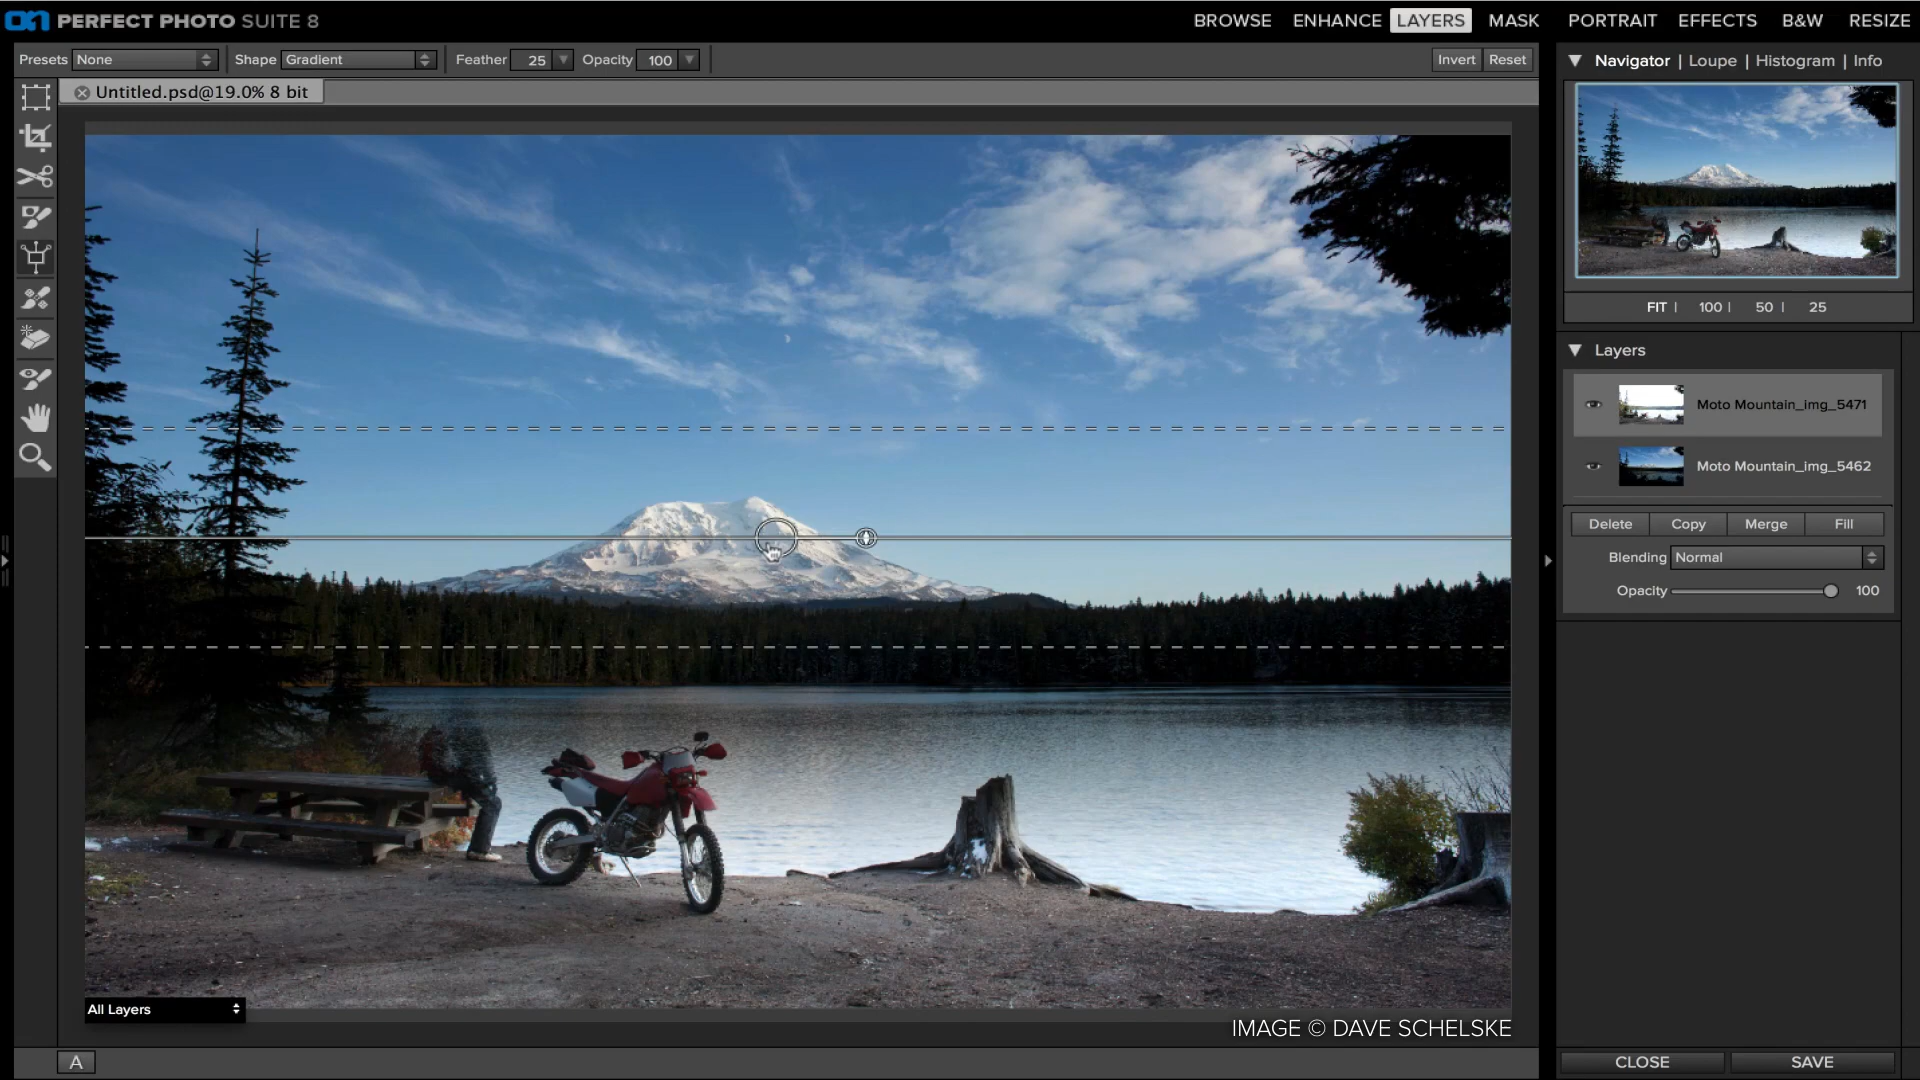 on PERFECT PHOTO SUITE 8
BROWSE ENHANCE LAYERS MASK PORTRAIT EFFECTS B&W RESIZE
Presets None Shape Gradient Feather 25 Opacity 100 Invert Reset
Navigator | Loupe | Histogram | Info
Untitled.psd@19.0% 8 bit
FIT | 100 | 50 | 25
Layers
Moto Mountain_img_5471
Moto Mountain_img_5462
Delete Copy Merge Fill
Blending Normal
Opacity 100
All Layers
IMAGE © DAVE SCHELSKE
A
CLOSE SAVE